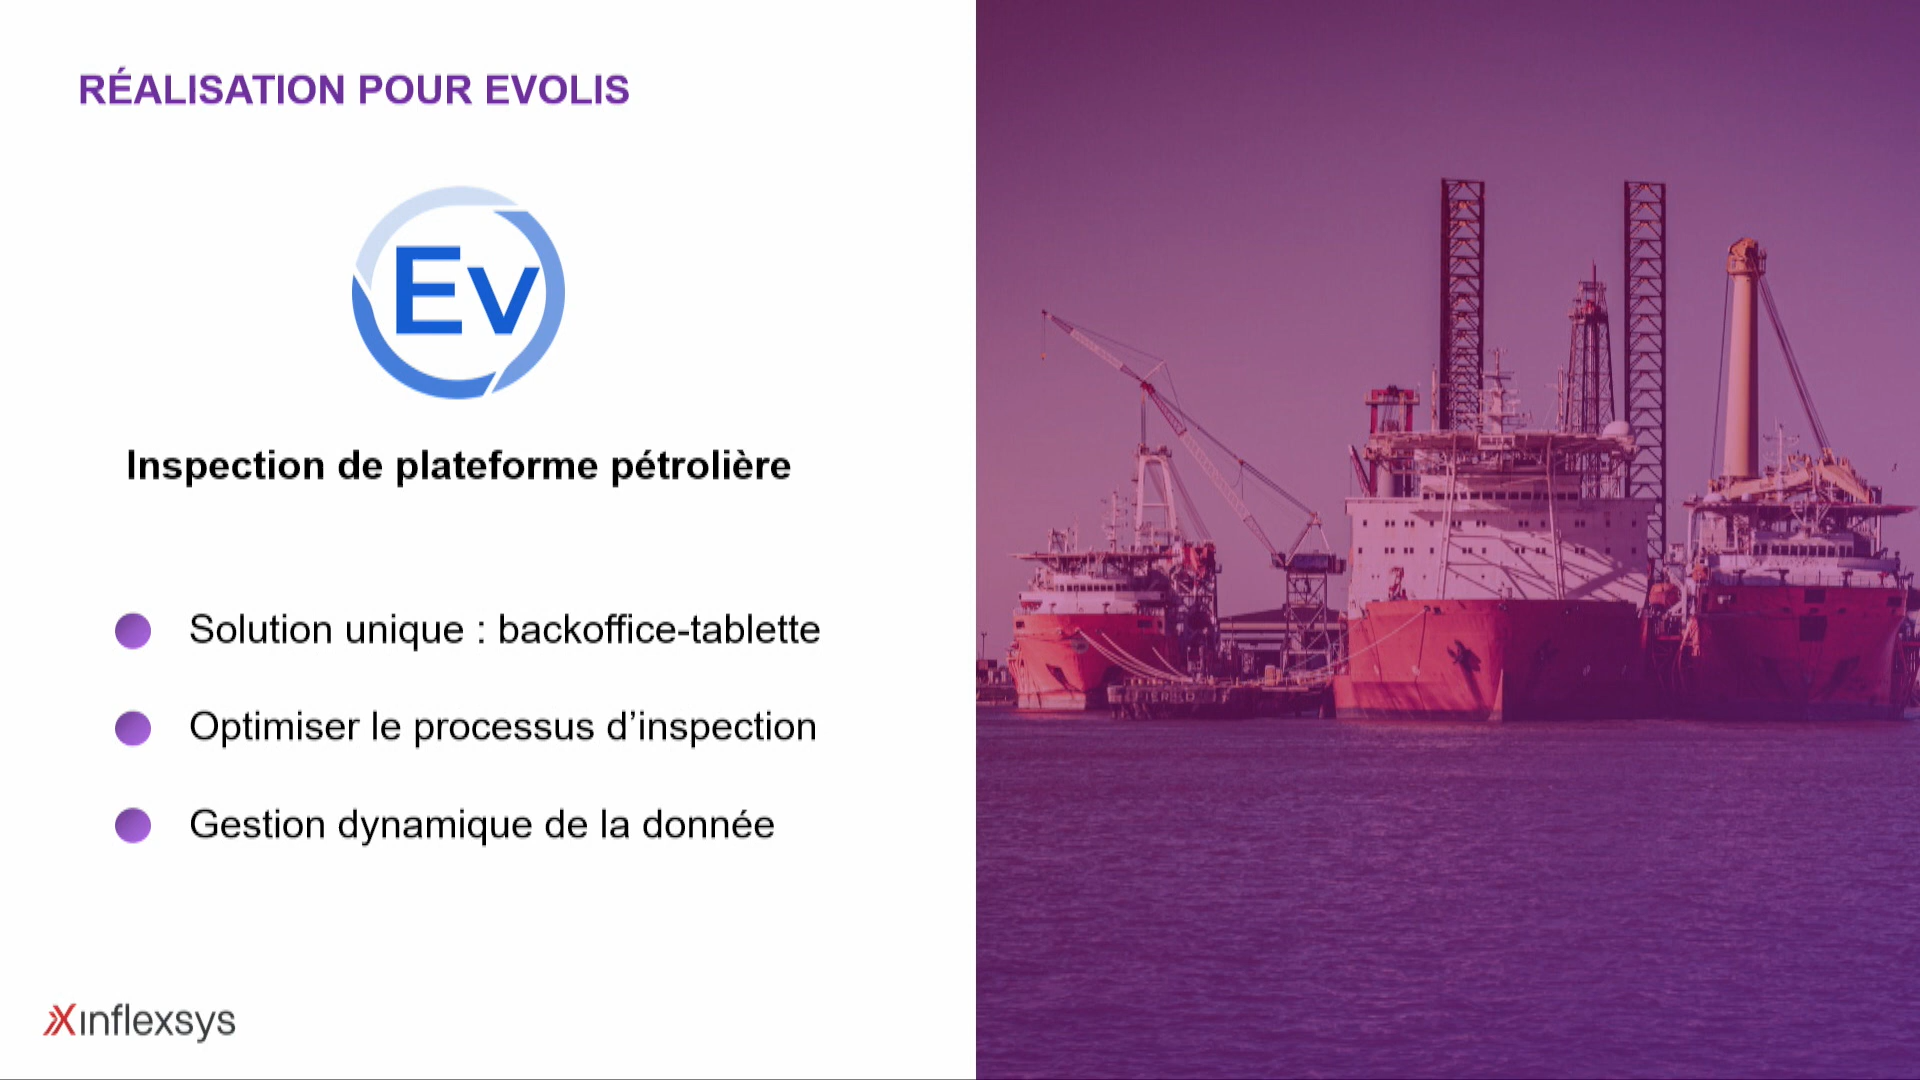 RÉALISATION POUR EVOLIS
Ev
Inspection de plateforme pétrolière
Solution unique : backoffice-tablette
Optimiser le processus d’inspection
Gestion dynamique de la donnée
inflexsys